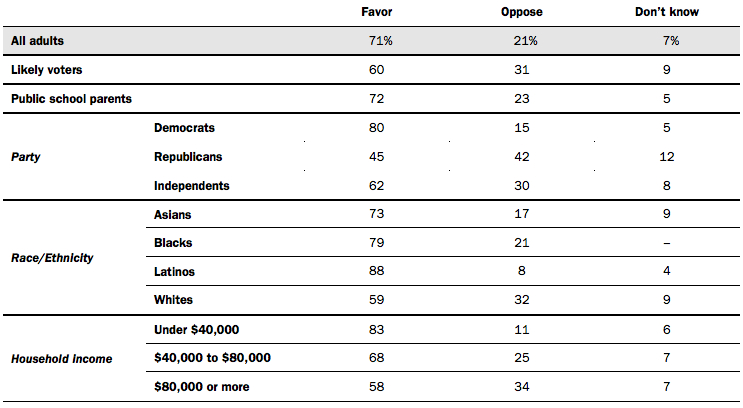 Favor Oppose Don't know
All adults 71% 21% 7%
Likely voters 60 31 9
Public school parents 72 23 5
Democrats 80 15 5
Party Republicans 45 42 12
Independents 62 30 8
Asians 73 17 9
Blacks 79 21 –
Race/Ethnicity
Latinos 88 8 4
Whites 59 32 9
Under $40,000 83 11 6
Household Income $40,000 to $80,000 68 25 7
$80,000 or more 58 34 7